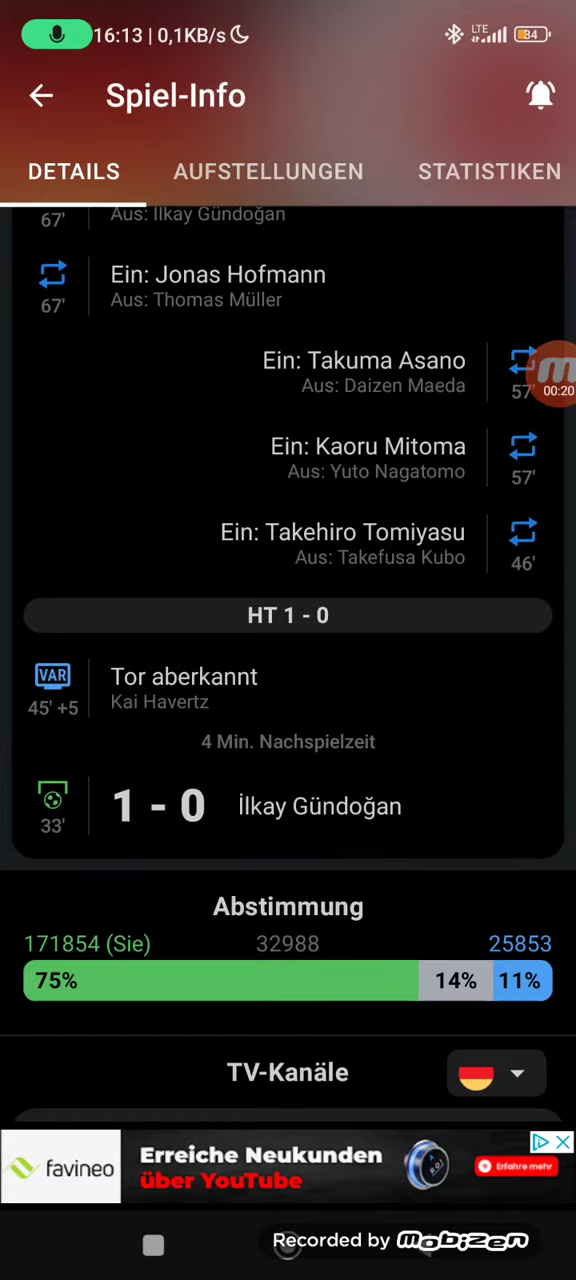 16:13 | 0,1KB/s
LTE
34
Spiel-Info
DETAILS
AUFSTELLUNGEN
STATISTIKEN
67'
Aus: İlkay Gündoğan
Ein: Jonas Hofmann
67'
Aus: Thomas Müller
Ein: Takuma Asano
Aus: Daizen Maeda
57'
00:20
Ein: Kaoru Mitoma
Aus: Yuto Nagatomo
57'
Ein: Takehiro Tomiyasu
Aus: Takefusa Kubo
46'
HT 1 - 0
VAR
Tor aberkannt
45' +5
Kai Havertz
4 Min. Nachspielzeit
33'
1 - 0
İlkay Gündoğan
Abstimmung
171854 (Sie)
32988
25853
75%
14%
11%
TV-Kanäle
favineo
Erreiche Neukunden
über YouTube
Erfahre mehr
Recorded by mobizen